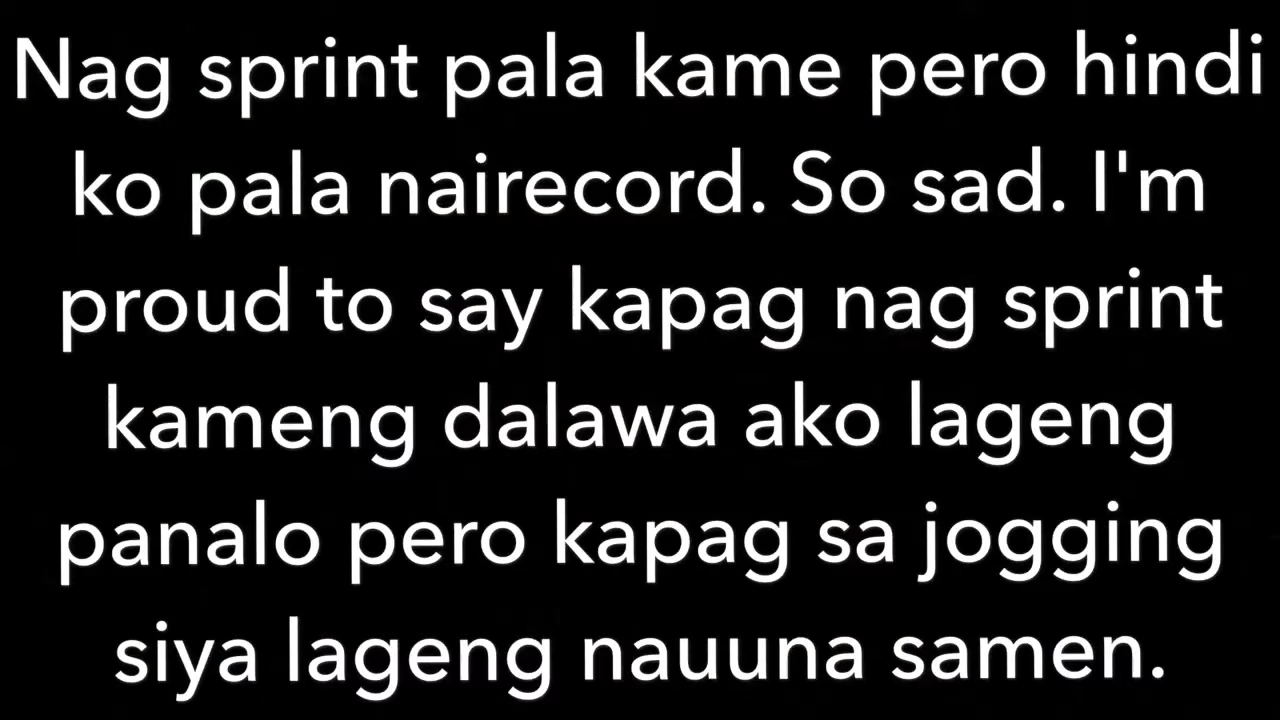 Nag sprint pala kame pero hindi
ko pala nairecord. So sad. I'm
proud to say kapag nag sprint
kameng dalawa ako lageng
panalo pero kapag sa jogging
siya lageng nauuna samen.